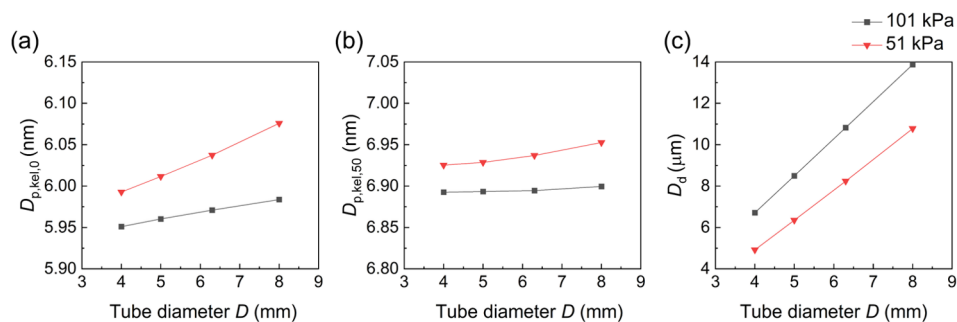 (a)
6.15
6.10
6.05
6.00
5.95
5.90
Dp,kel,0 (nm)
3 4 5 6 7 8 9
Tube diameter D (mm)
(b)
7.05
7.00
6.95
6.90
6.85
6.80
Dp,kel,50 (nm)
3 4 5 6 7 8 9
Tube diameter D (mm)
(c)
101 kPa
51 kPa
14
12
10
8
6
4
Dd (μm)
3 4 5 6 7 8 9
Tube diameter D (mm)